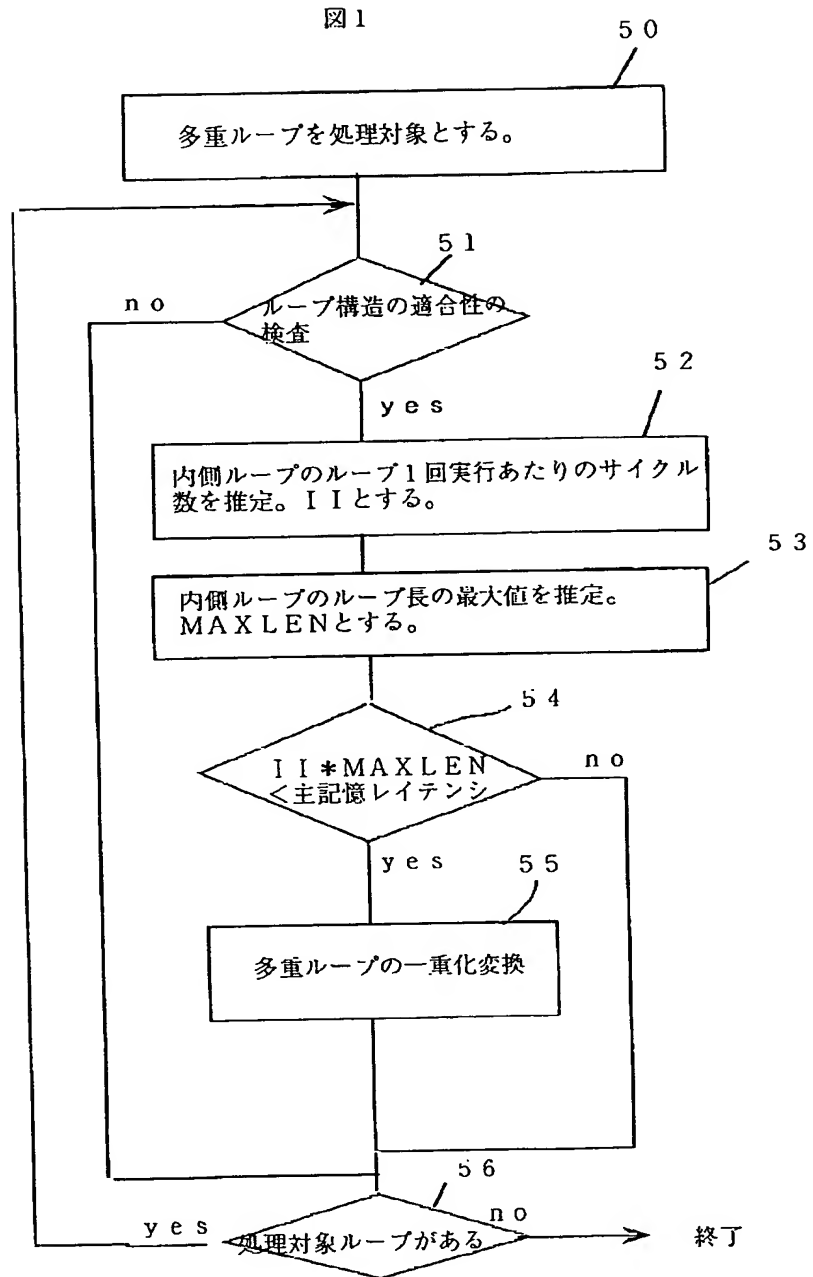 図1
50
多重ループを処理対象とする。
51
no
ループ構造の適合性の
検査
yes
52
内側ループのループ1回実行あたりのサイクル
数を推定。IIとする。
53
内側ループのループ長の最大値を推定。
MAXLENとする。
54
II*MAXLEN
<主記憶レイテンシ
no
yes
55
多重ループの一重化変換
56
yes
処理対象ループがある
no
終了